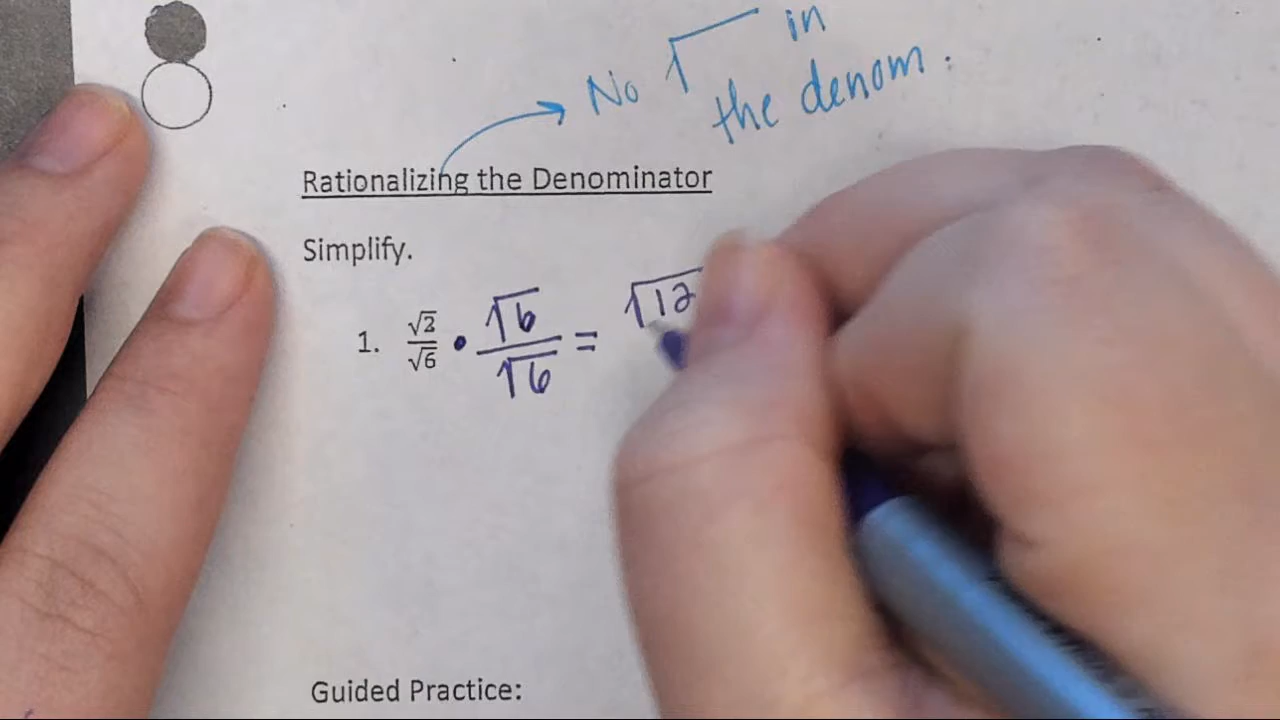 No √ in
the denom.
Rationalizing the Denominator
Simplify.
1. √2/√6 • √6/√6 = √12
Guided Practice: